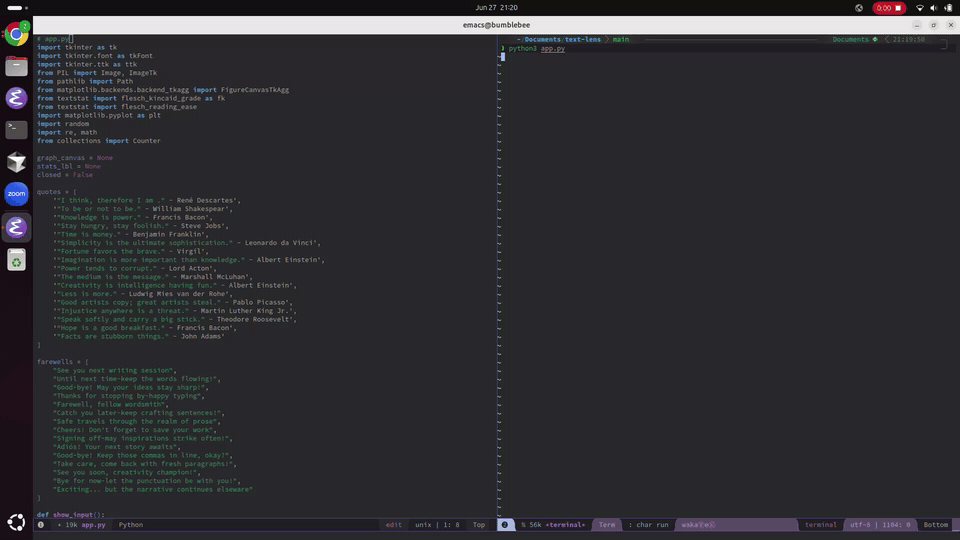 Jun 27 21:20
0:00
emacs@bumblebee
# app.py
import tkinter as tk
import tkinter.font as tkFont
import tkinter.ttk as ttk
from PIL import Image, ImageTk
from pathlib import Path
from matplotlib.backends.backend_tkagg import FigureCanvasTkAgg
from textstat import flesch_kincaid_grade as fk
from textstat import flesch_reading_ease
import matplotlib.pyplot as plt
import random
import re, math
from collections import Counter
graph_canvas = None
stats_lbl = None
closed = False
quotes = [
'"I think, therefore I am ." - René Descartes',
'"To be or not to be." - William Shakespear',
'"Knowledge is power." - Francis Bacon',
'"Stay hungry, stay foolish." - Steve Jobs',
'"Time is money." - Benjamin Franklin',
'"Simplicity is the ultimate sophistication." - Leonardo da Vinci',
'"Fortune favors the brave." - Virgil',
'"Imagination is more important than knowledge." - Albert Einstein',
'"Power tends to corrupt." - Lord Acton',
'"The medium is the message." - Marshall McLuhan',
'"Creativity is intelligence having fun." - Albert Einstein',
'"Less is more." - Ludwig Mies van der Rohe',
'"Good artists copy; great artists steal." - Pablo Picasso',
'"Injustice anywhere is a threat." - Martin Luther King Jr.',
'"Speak softly and carry a big stick." - Theodore Roosevelt',
'"Hope is a good breakfast." - Francis Bacon',
'"Facts are stubborn things." - John Adams'
]
farewells = [
"See you next writing session",
"Until next time-keep the words flowing!",
"Good-bye! May your ideas stay sharp!",
"Thanks for stopping by-happy typing",
"Farewell, fellow wordsmith",
"Catch you later-keep crafting sentences!",
"Safe travels through the realm of prose",
"Cheers! Don't forget to save your work",
"Signing off-may inspirations strike often!",
"Adiós! Your next story awaits",
"Good-bye! Keep those commas in line, okay!",
"Take care, come back with fresh paragraphs!",
"See you soon, creativity champion!",
"Bye for now-let the punctuation be with you!",
"Exciting... but the narrative continues elseware"
]
def show_input():
19k app.py Python edit unix | 1: 8 Top
~ Documents/text-lens main Documents 21:19:50
python3 app.py
% 56k *terminal* Term : char run waka terminal utf-8 | 1104: 0 Bottom
zoom